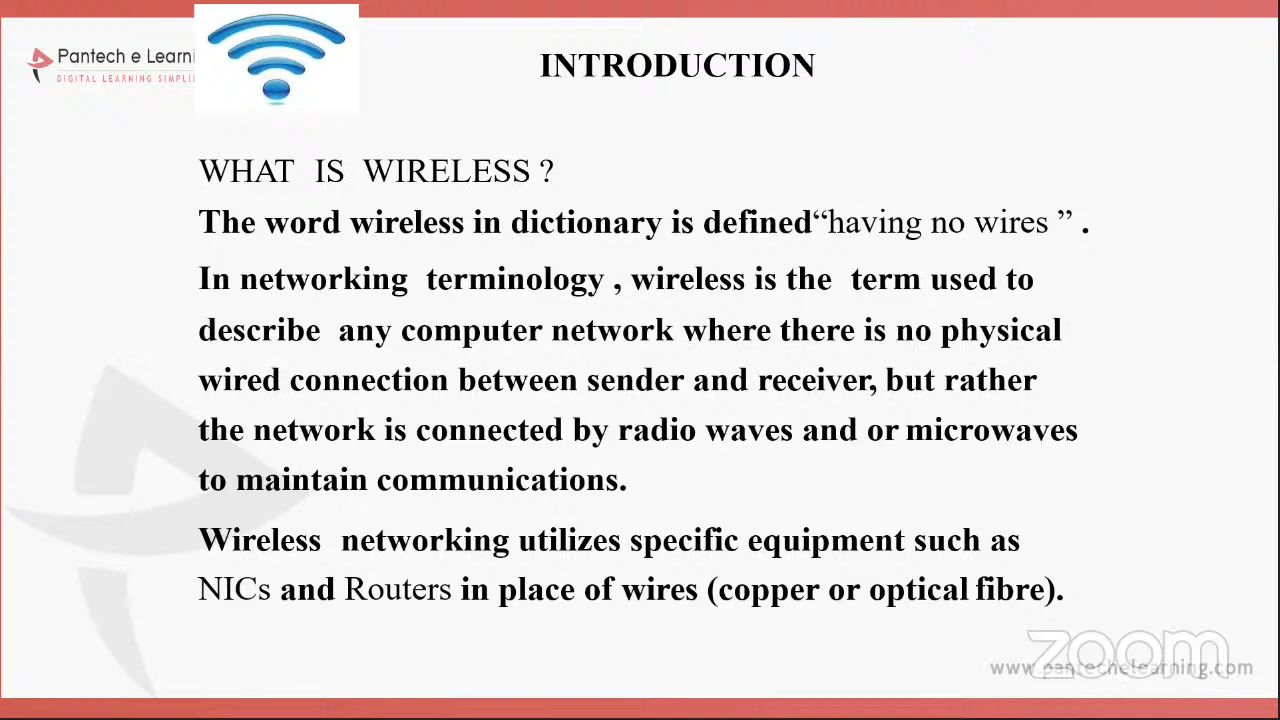 Pantech e Learni
DIGITAL LEARNING SIMPLI
INTRODUCTION
WHAT IS WIRELESS ?
The word wireless in dictionary is defined“having no wires ” .
In networking terminology , wireless is the term used to
describe any computer network where there is no physical
wired connection between sender and receiver, but rather
the network is connected by radio waves and or microwaves
to maintain communications.
Wireless networking utilizes specific equipment such as
NICs and Routers in place of wires (copper or optical fibre).
zoom
www.pantechelearning.com